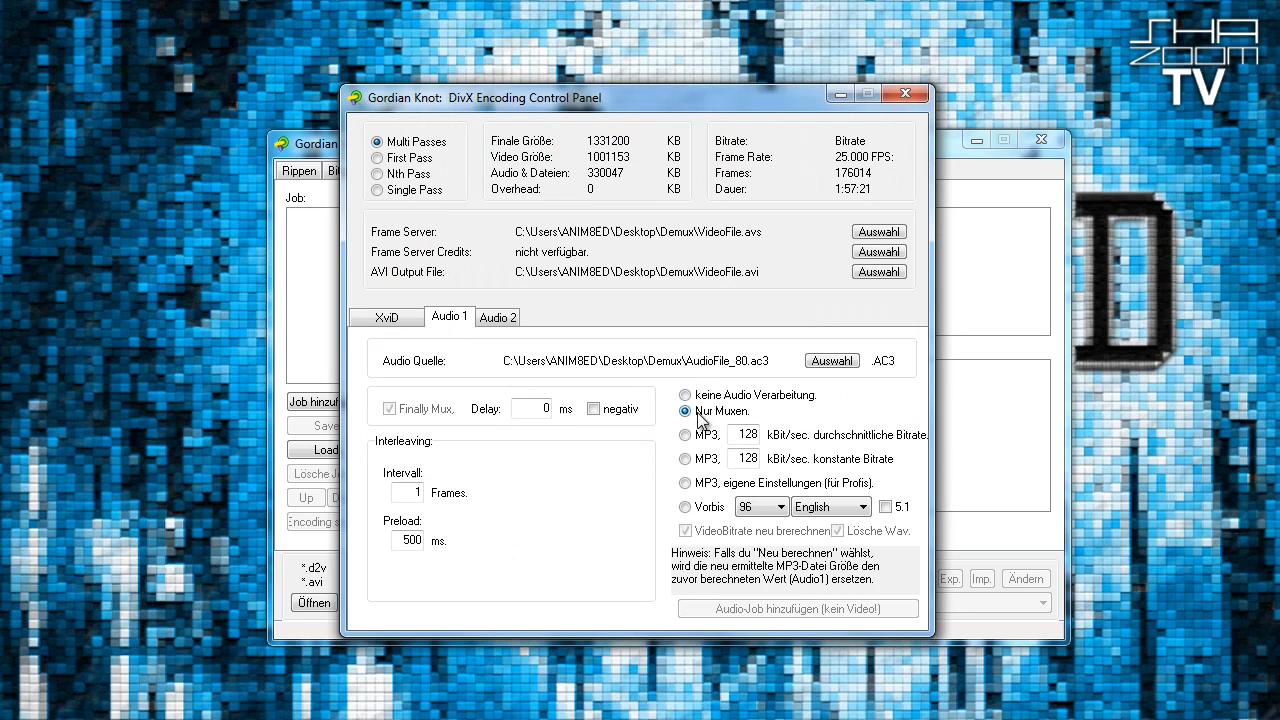 SHA
ZOOM
TV
Gordian Knot: DivX Encoding Control Panel
Gordian
Rippen
Bi
Job:
Job hinzuf
Save
Load
Lösche J
Up
D
Encoding s
*.d2v
*.avi
Öffnen
Exp.
Imp.
Ändern
D
Multi Passes
First Pass
Nth Pass
Single Pass
Finale Größe: 1331200 KB
Video Größe: 1001153 KB
Audio & Dateien: 330047 KB
Overhead: 0 KB
Bitrate: Bitrate
Frame Rate: 25.000 FPS:
Frames: 176014
Dauer: 1:57:21
Frame Server: C:\Users\ANIM8ED\Desktop\Demux\VideoFile.avs Auswahl
Frame Server Credits: nicht verfügbar. Auswahl
AVI Output File: C:\Users\ANIM8ED\Desktop\Demux\VideoFile.avi Auswahl
XviD Audio 1 Audio 2
Audio Quelle: C:\Users\ANIM8ED\Desktop\Demux\AudioFile_80.ac3 Auswahl AC3
Finally Mux. Delay: 0 ms negativ
Interleaving:
Intervall:
1 Frames.
Preload:
500 ms.
keine Audio Verarbeitung.
Nur Muxen.
MP3, 128 kBit/sec. durchschnittliche Bitrate.
MP3, 128 kBit/sec. konstante Bitrate
MP3, eigene Einstellungen (für Profis).
Vorbis 96 English 5.1
VideoBitrate neu brerechnen Lösche Wav.
Hinweis: Falls du "Neu berechnen" wählst,
wird die neu ermittelte MP3-Datei Größe den
zuvor berechneten Wert (Audio1) ersetzen.
Audio-Job hinzufügen (kein Video!)